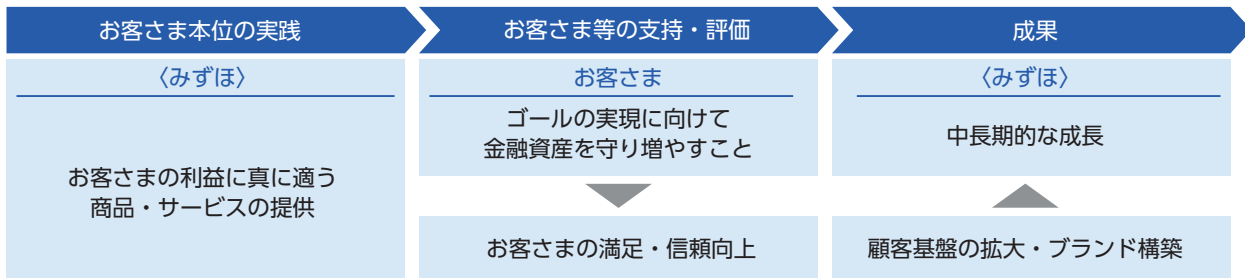 お客さま本位の実践
お客さま等の支持・評価
成果
〈みずほ〉
お客さまの利益に真に適う
商品・サービスの提供
お客さま
ゴールの実現に向けて
金融資産を守り増やすこと
お客さまの満足・信頼向上
〈みずほ〉
中長期的な成長
顧客基盤の拡大・ブランド構築